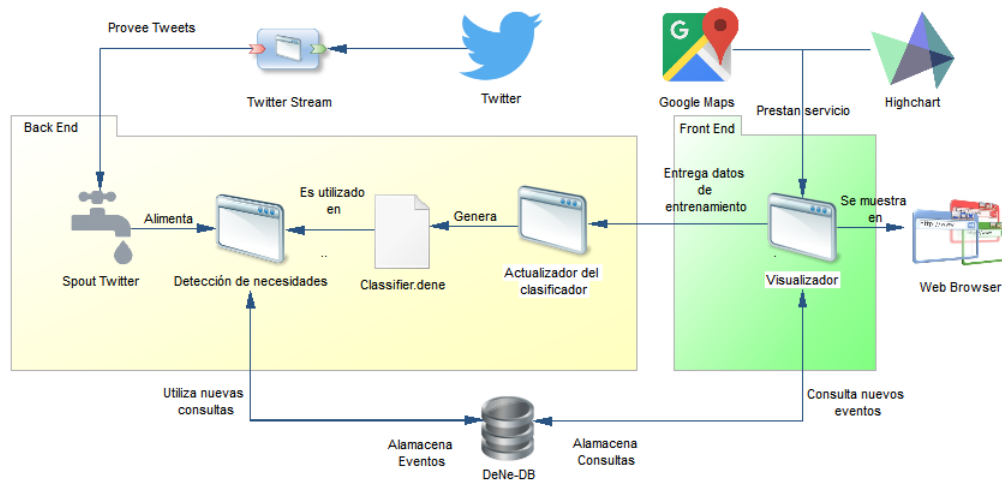 Provee Tweets
Twitter Stream
Twitter
G
Google Maps
Highchart
Prestan servicio
Back End
Front End
Spout Twitter
Alimenta
Detección de necesidades
Es utilizado
en
..
Classifier.dene
Genera
Actualizador del
clasificador
Entrega datos
de
entrenamiento
Visualizador
.
Se muestra
en
Web Browser
Utiliza nuevas
consultas
Alamacena
Eventos
DeNe-DB
Alamacena
Consultas
Consulta nuevos
eventos